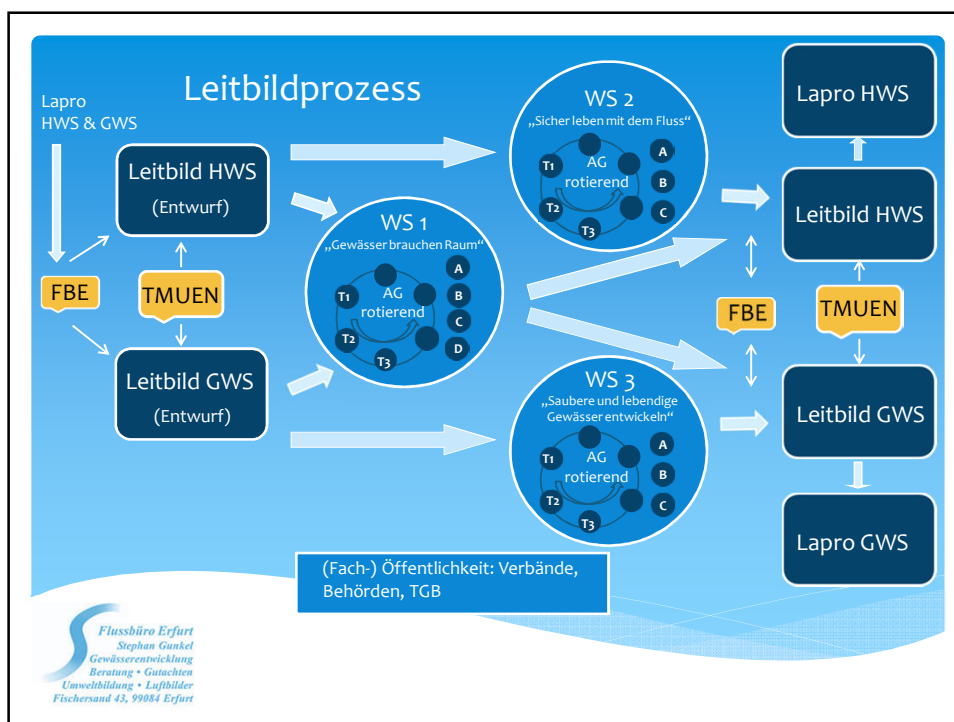 Leitbildprozess
Lapro
HWS & GWS
Leitbild HWS
(Entwurf)
FBE
TMUEN
Leitbild GWS
(Entwurf)
WS 1
„Gewässer brauchen Raum“
AG
rotierend
T1
T2
T3
A
B
C
D
WS 2
„Sicher leben mit dem Fluss“
AG
rotierend
T1
T2
T3
A
B
C
WS 3
„Saubere und lebendige
Gewässer entwickeln“
AG
rotierend
T1
T2
T3
A
B
C
Lapro HWS
Leitbild HWS
FBE
TMUEN
Leitbild GWS
Lapro GWS
(Fach-) Öffentlichkeit: Verbände,
Behörden, TGB
Flussbüro Erfurt
Stephan Gunkel
Gewässerentwicklung
Beratung • Gutachten
Umweltbildung • Luftbilder
Fischersand 43, 99084 Erfurt